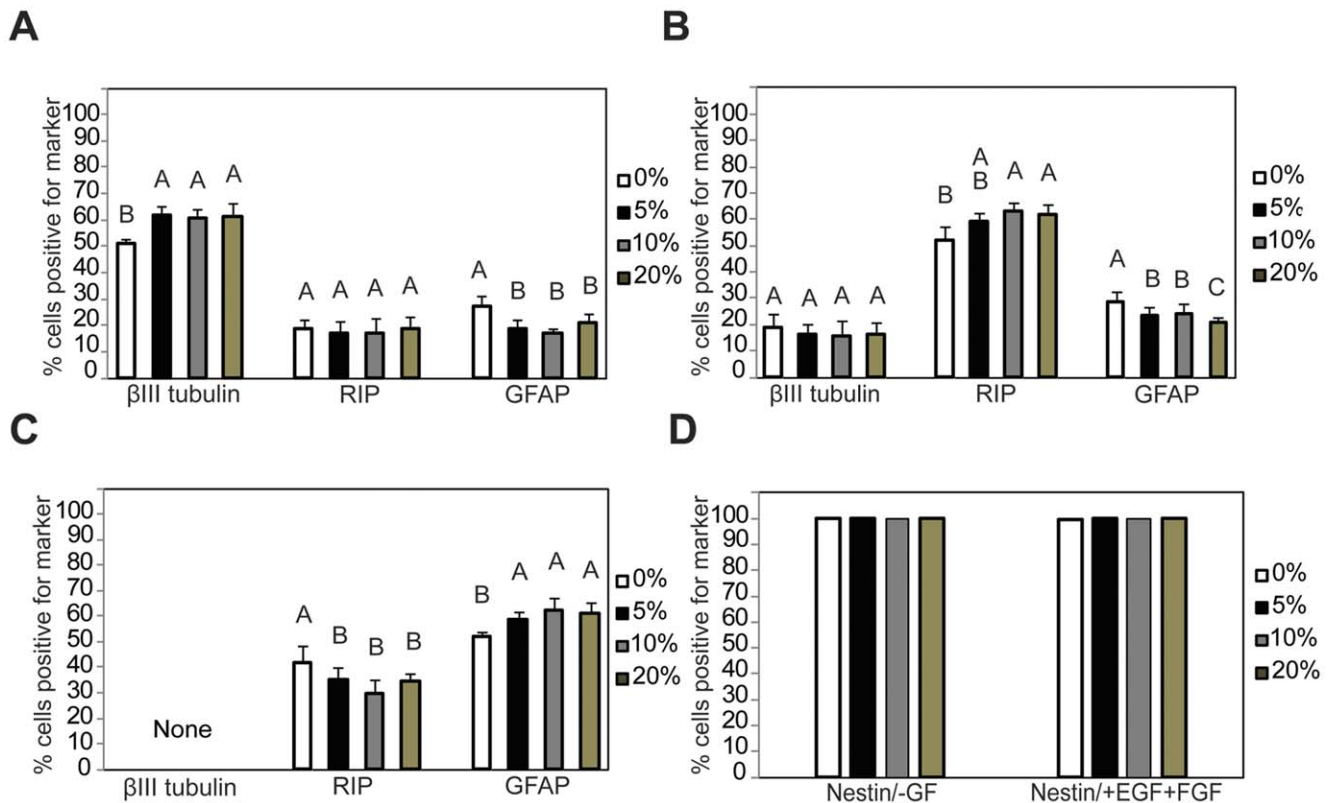 A
% cells positive for marker
100
90
80
70
60
50
40
30
20
10
0
B A A A
A A A A
A B B B
βIII tubulin RIP GFAP
0%
5%
10%
20%
B
% cells positive for marker
100
90
80
70
60
50
40
30
20
10
0
A A A A
B A B A A
A B B C
βIII tubulin RIP GFAP
0%
5%
10%
20%
C
% cells positive for marker
100
90
80
70
60
50
40
30
20
10
0
None
A B B B
B A A A
βIII tubulin RIP GFAP
0%
5%
10%
20%
D
% cells positive for marker
100
90
80
70
60
50
40
30
20
10
0
Nestin/-GF Nestin/+EGF+FGF
0%
5%
10%
20%